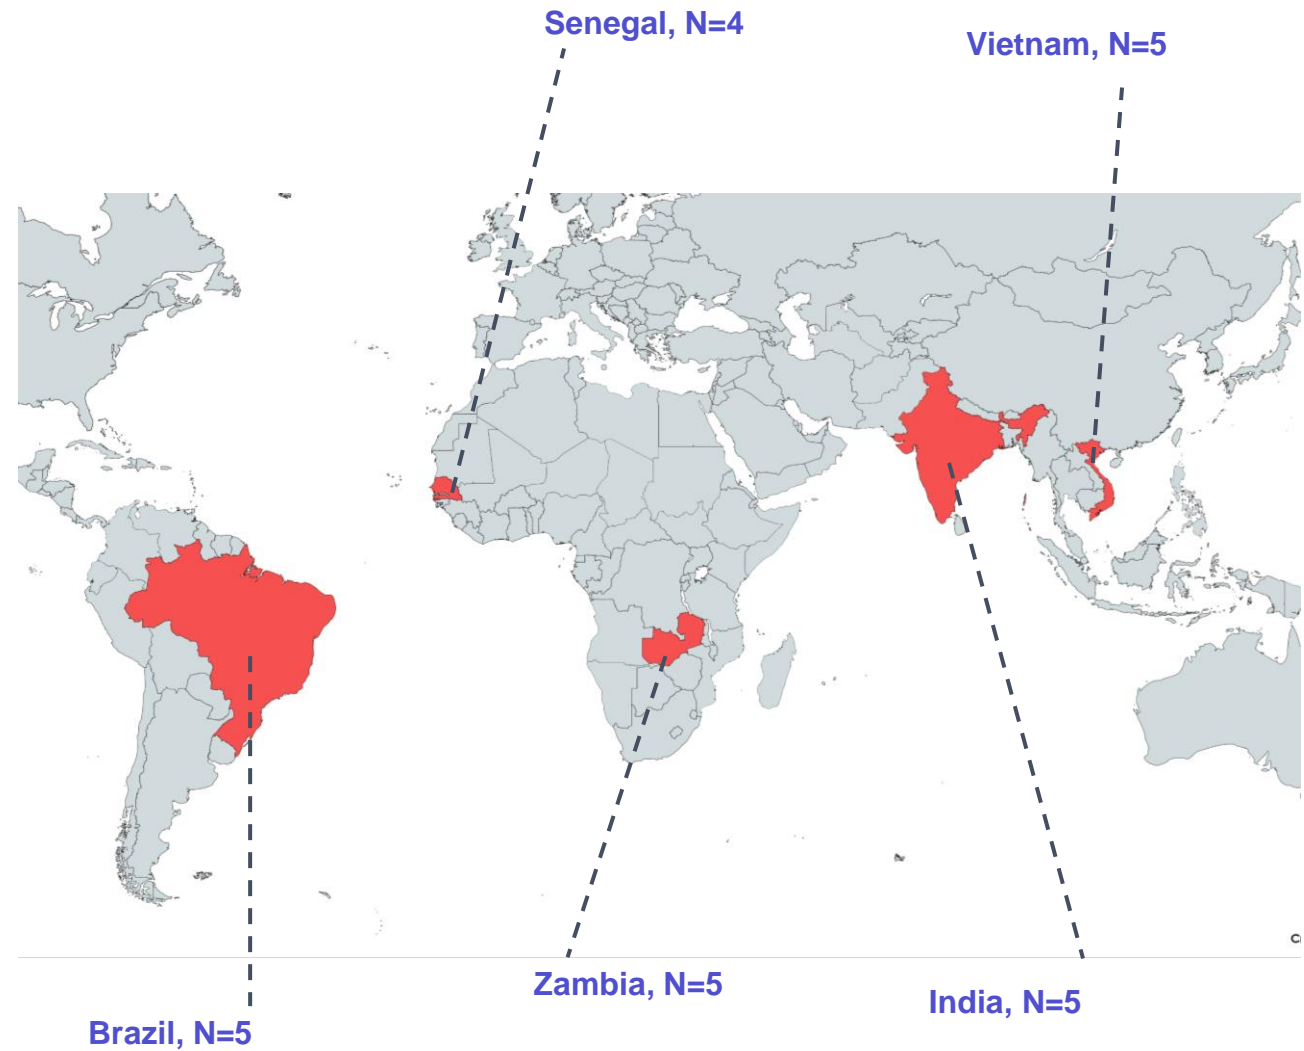 Senegal, N=4
Vietnam, N=5
Zambia, N=5
India, N=5
Brazil, N=5